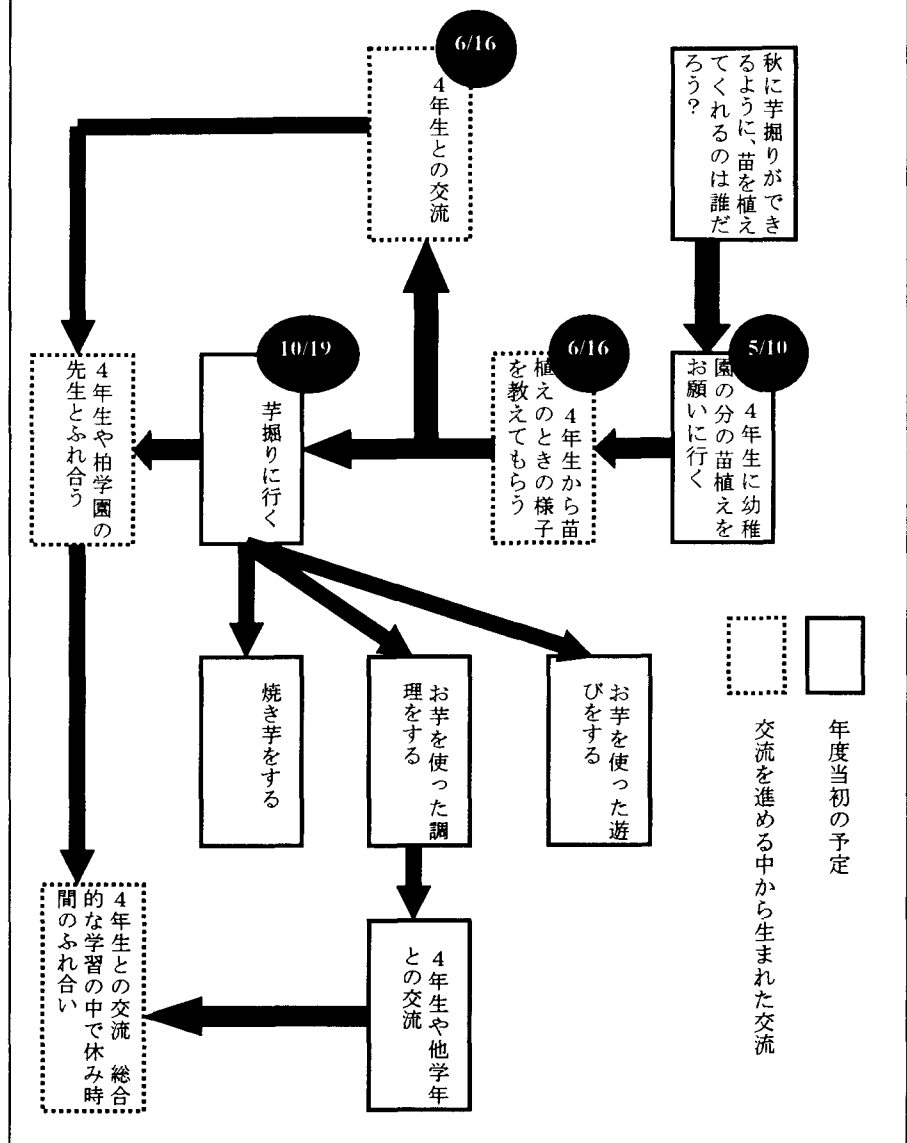 秋に芋掘りができ
るように、苗を植え
てくれるのは誰だ
ろう?
5/10
4年生に幼稚
園の分の苗植えを
お願いに行く
6/16
4年生から苗
植えのときの様子
を教えてもらう
6/16
4年生との交流
10/19
芋掘りに行く
4年生や柏学園の
先生とふれ合う
お芋を使った遊
びをする
お芋を使った調
理をする
焼き芋をする
4年生や他学年
との交流
4年生との交流 総合
的な学習の中で休み時
間のふれ合い
年度当初の予定
交流を進める中から生まれた交流